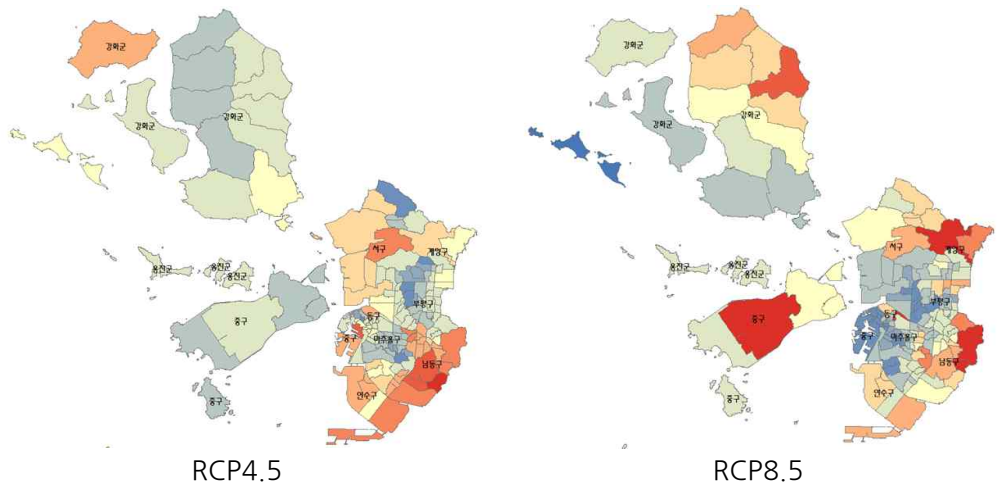 강화군
강화군
강화군
서구
계양구
옹진군
옹진군
옹진군
부평구
중구
동구
중구
미추홀구
남동구
연수구
중구
RCP4.5
강화군
강화군
강화군
서구
계양구
옹진군
옹진군
옹진군
부평구
중구
동구
중구
미추홀구
남동구
연수구
중구
RCP8.5